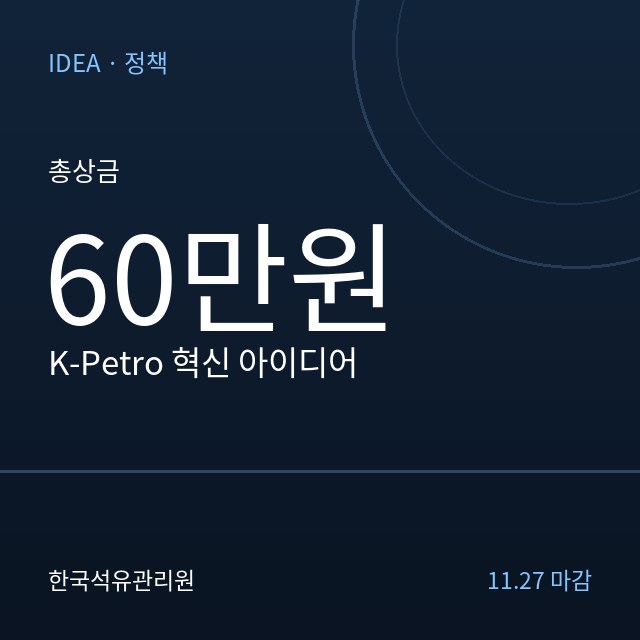 IDEA · 정책
총상금
60만원
K-Petro 혁신 아이디어
한국석유관리원
11.27 마감